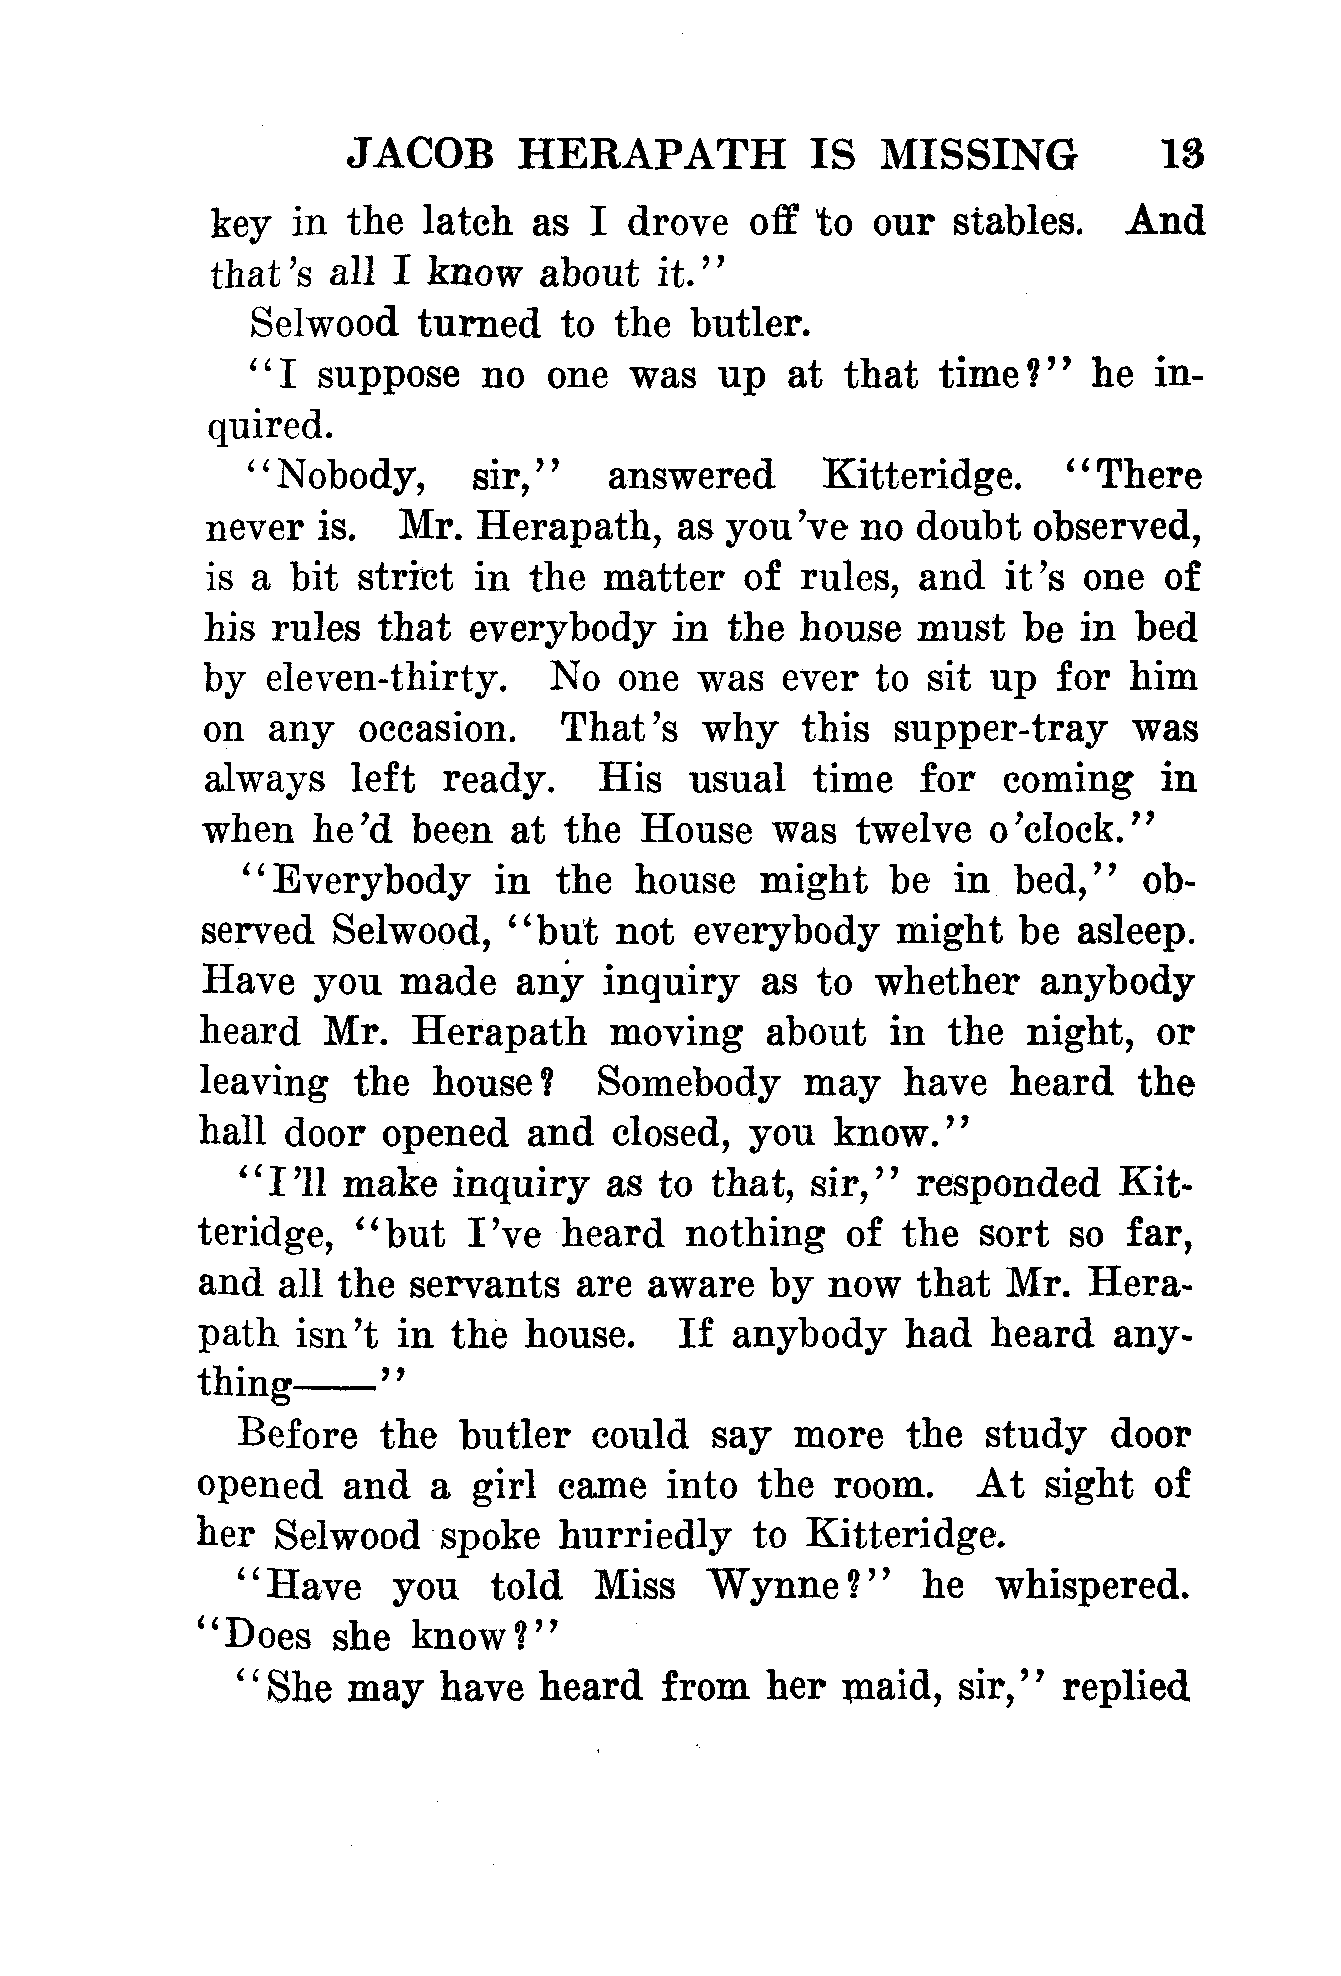 JACOB HERAPATH IS MISSING 13
key in the latch as I drove off to our stables. And
that's all I know about it."
Selwood turned to the butler.
"I suppose no one was up at that time?" he in-
quired.
"Nobody, sir," answered Kitteridge. "There
never is. Mr. Herapath, as you've no doubt observed,
is a bit strict in the matter of rules, and it's one of
his rules that everybody in the house must be in bed
by eleven-thirty. No one was ever to sit up for him
on any occasion. That's why this supper-tray was
always left ready. His usual time for coming in
when he'd been at the House was twelve o'clock."
"Everybody in the house might be in bed," ob-
served Selwood, "but not everybody might be asleep.
Have you made any inquiry as to whether anybody
heard Mr. Herapath moving about in the night, or
leaving the house? Somebody may have heard the
hall door opened and closed, you know."
"I'll make inquiry as to that, sir," responded Kit-
teridge, "but I've heard nothing of the sort so far,
and all the servants are aware by now that Mr. Hera-
path isn't in the house. If anybody had heard any-
thing——"
Before the butler could say more the study door
opened and a girl came into the room. At sight of
her Selwood spoke hurriedly to Kitteridge.
"Have you told Miss Wynne?" he whispered.
"Does she know?"
"She may have heard from her maid, sir," replied